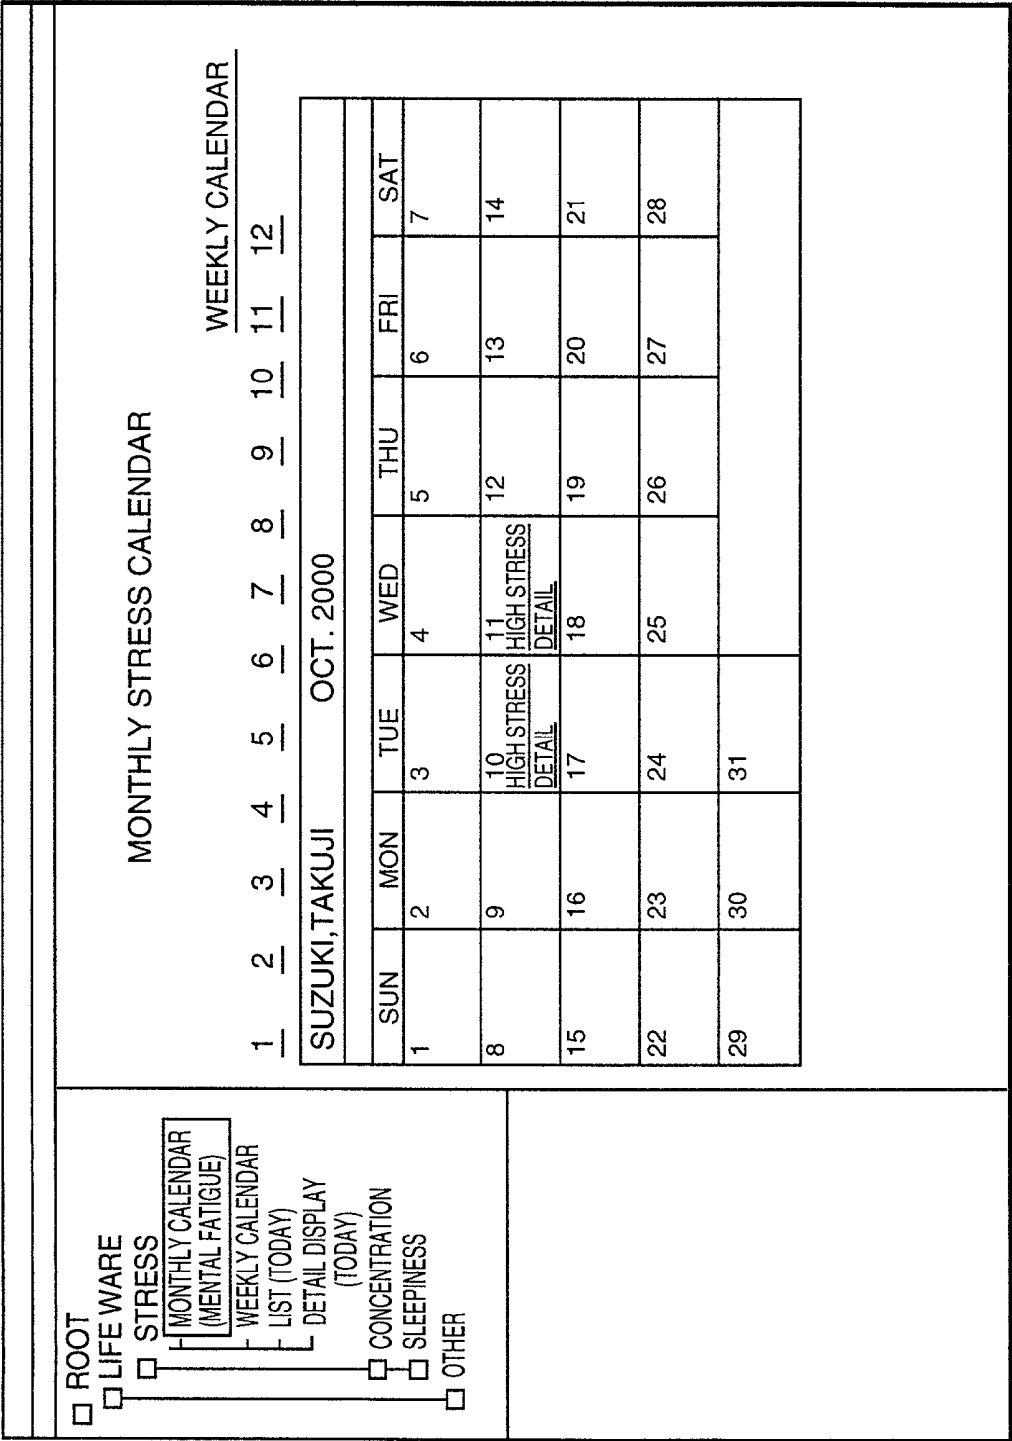 ROOT
LIFE WARE
STRESS
MONTHLY CALENDAR
(MENTAL FATIGUE)
WEEKLY CALENDAR
LIST (TODAY)
DETAIL DISPLAY
(TODAY)
CONCENTRATION
SLEEPINESS
OTHER
MONTHLY STRESS CALENDAR
WEEKLY CALENDAR
1 2 3 4 5 6 7 8 9 10 11 12
SUZUKI,TAKUJI OCT. 2000
SUN MON TUE WED THU FRI SAT
1 2 3 4 5 6 7
8 9 10 11 12 13 14
HIGH STRESS HIGH STRESS
DETAIL DETAIL
15 16 17 18 19 20 21
22 23 24 25 26 27 28
29 30 31